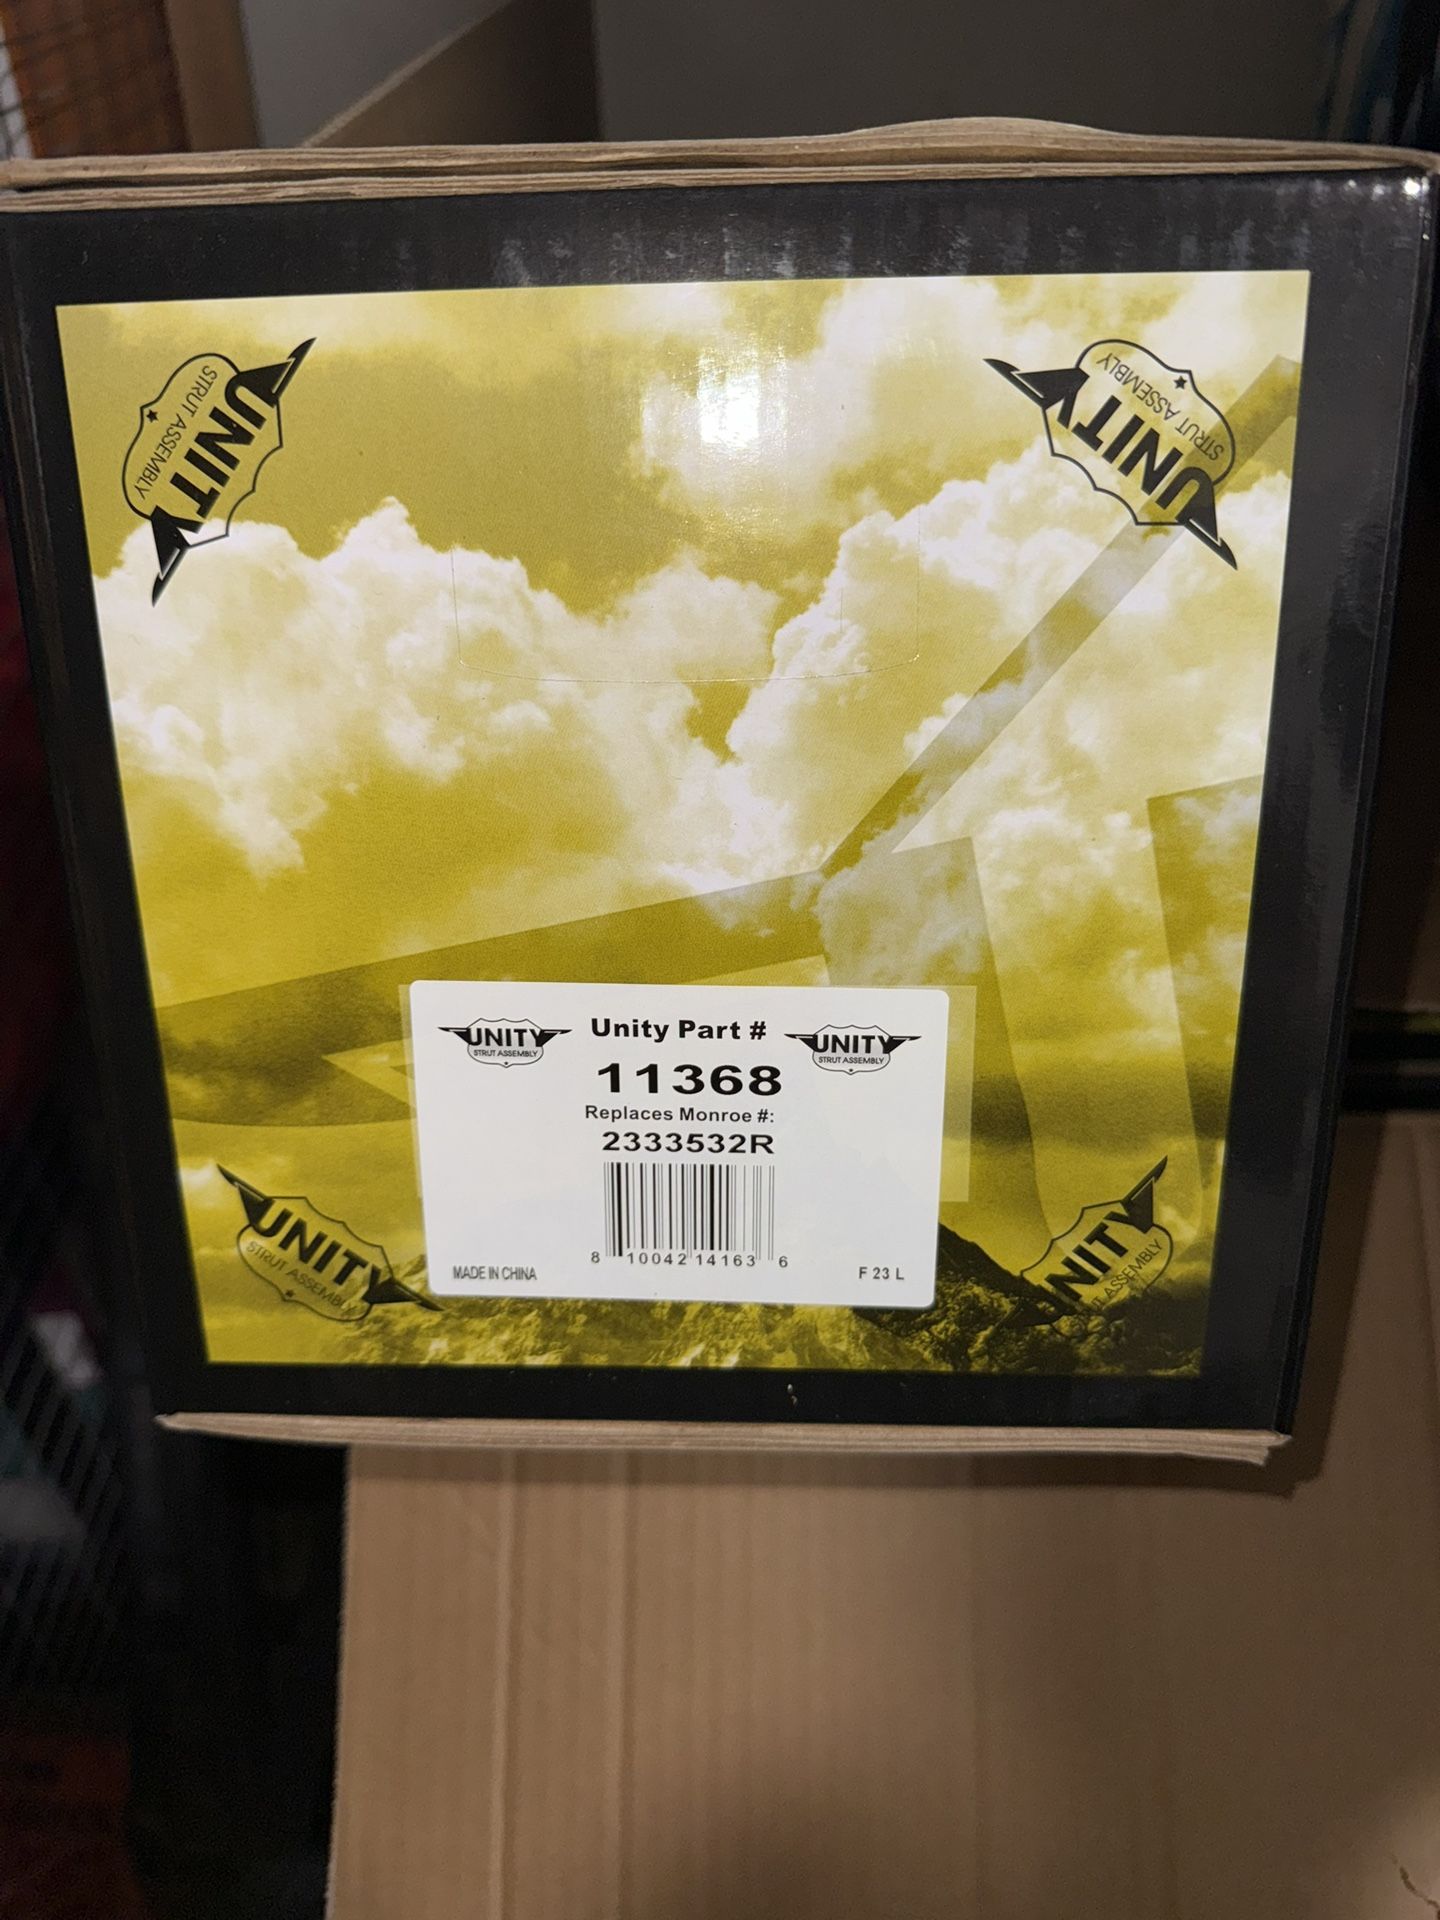 UNITY
STRUT ASSEMBLY
UNITY
STRUT ASSEMBLY
UNITY
STRUT ASSEMBLY
Unity Part #
UNITY
STRUT ASSEMBLY
11368
Replaces Monroe #:
2333532R
8 10042 14163 6
MADE IN CHINA
F 23 L
UNITY
STRUT ASSEMBLY
UNITY
STRUT ASSEMBLY